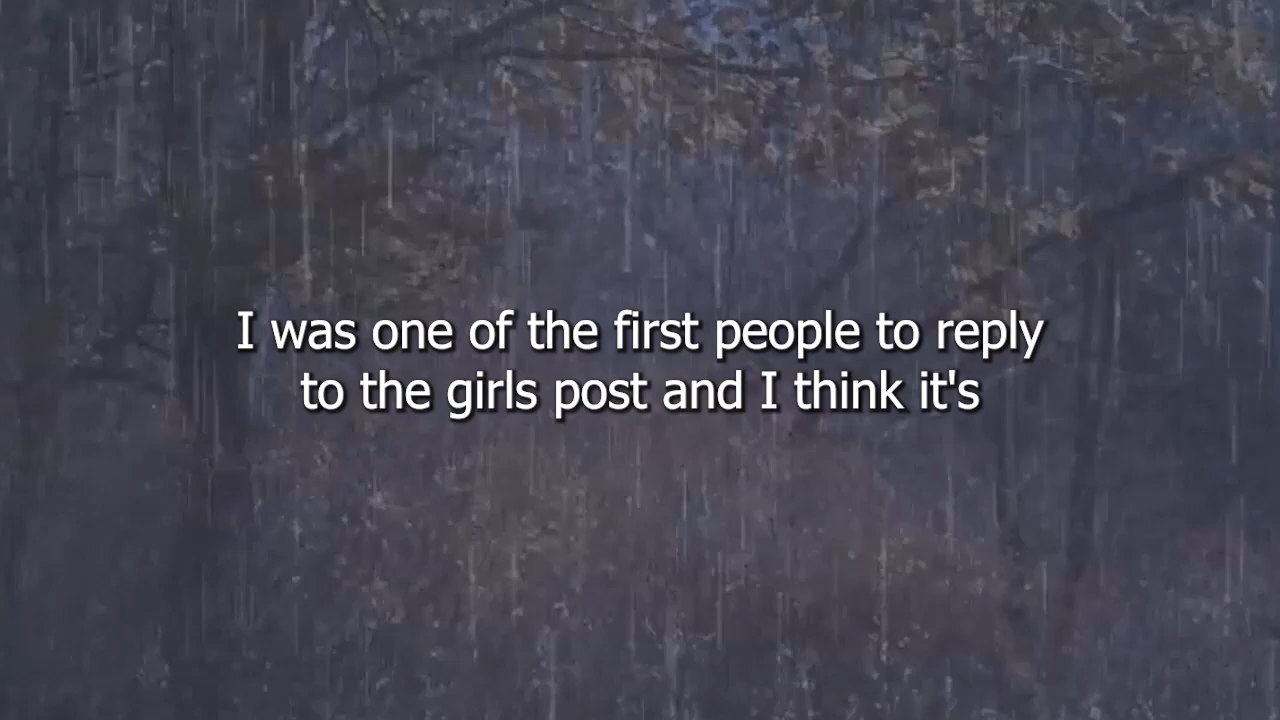 I was one of the first people to reply
to the girls post and I think it's